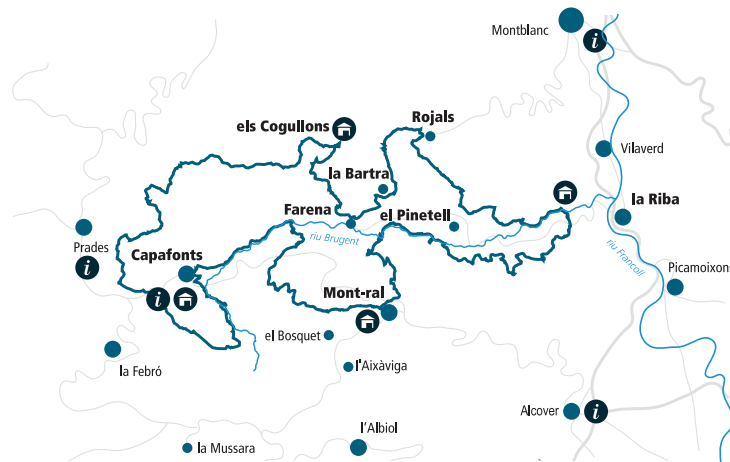 Montblanc
i
els Cogullons
Rojals
Vilaverd
la Bartra
Farena
el Pinetell
la Riba
riu Brugent
Prades
i
Capafonts
riu Francolí
Picamoixons
i
Mont-ral
el Bosquet
la Febró
l'Aixàviga
Alcover
i
l'Albiol
la Mussara